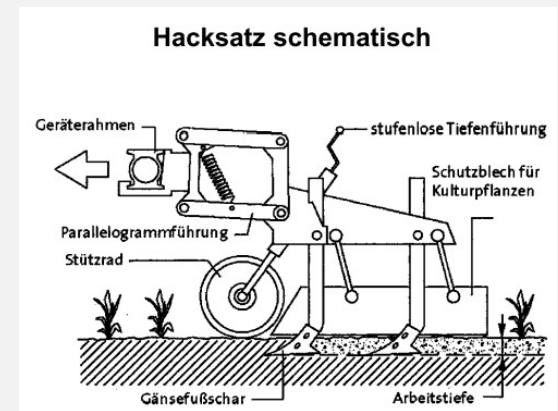 Hacksatz schematisch
Geräterahmen
stufenlose Tiefenführung
Schutzblech für
Kulturpflanzen
Parallelogrammführung
Stützrad
Gänsefußschar
Arbeitstiefe